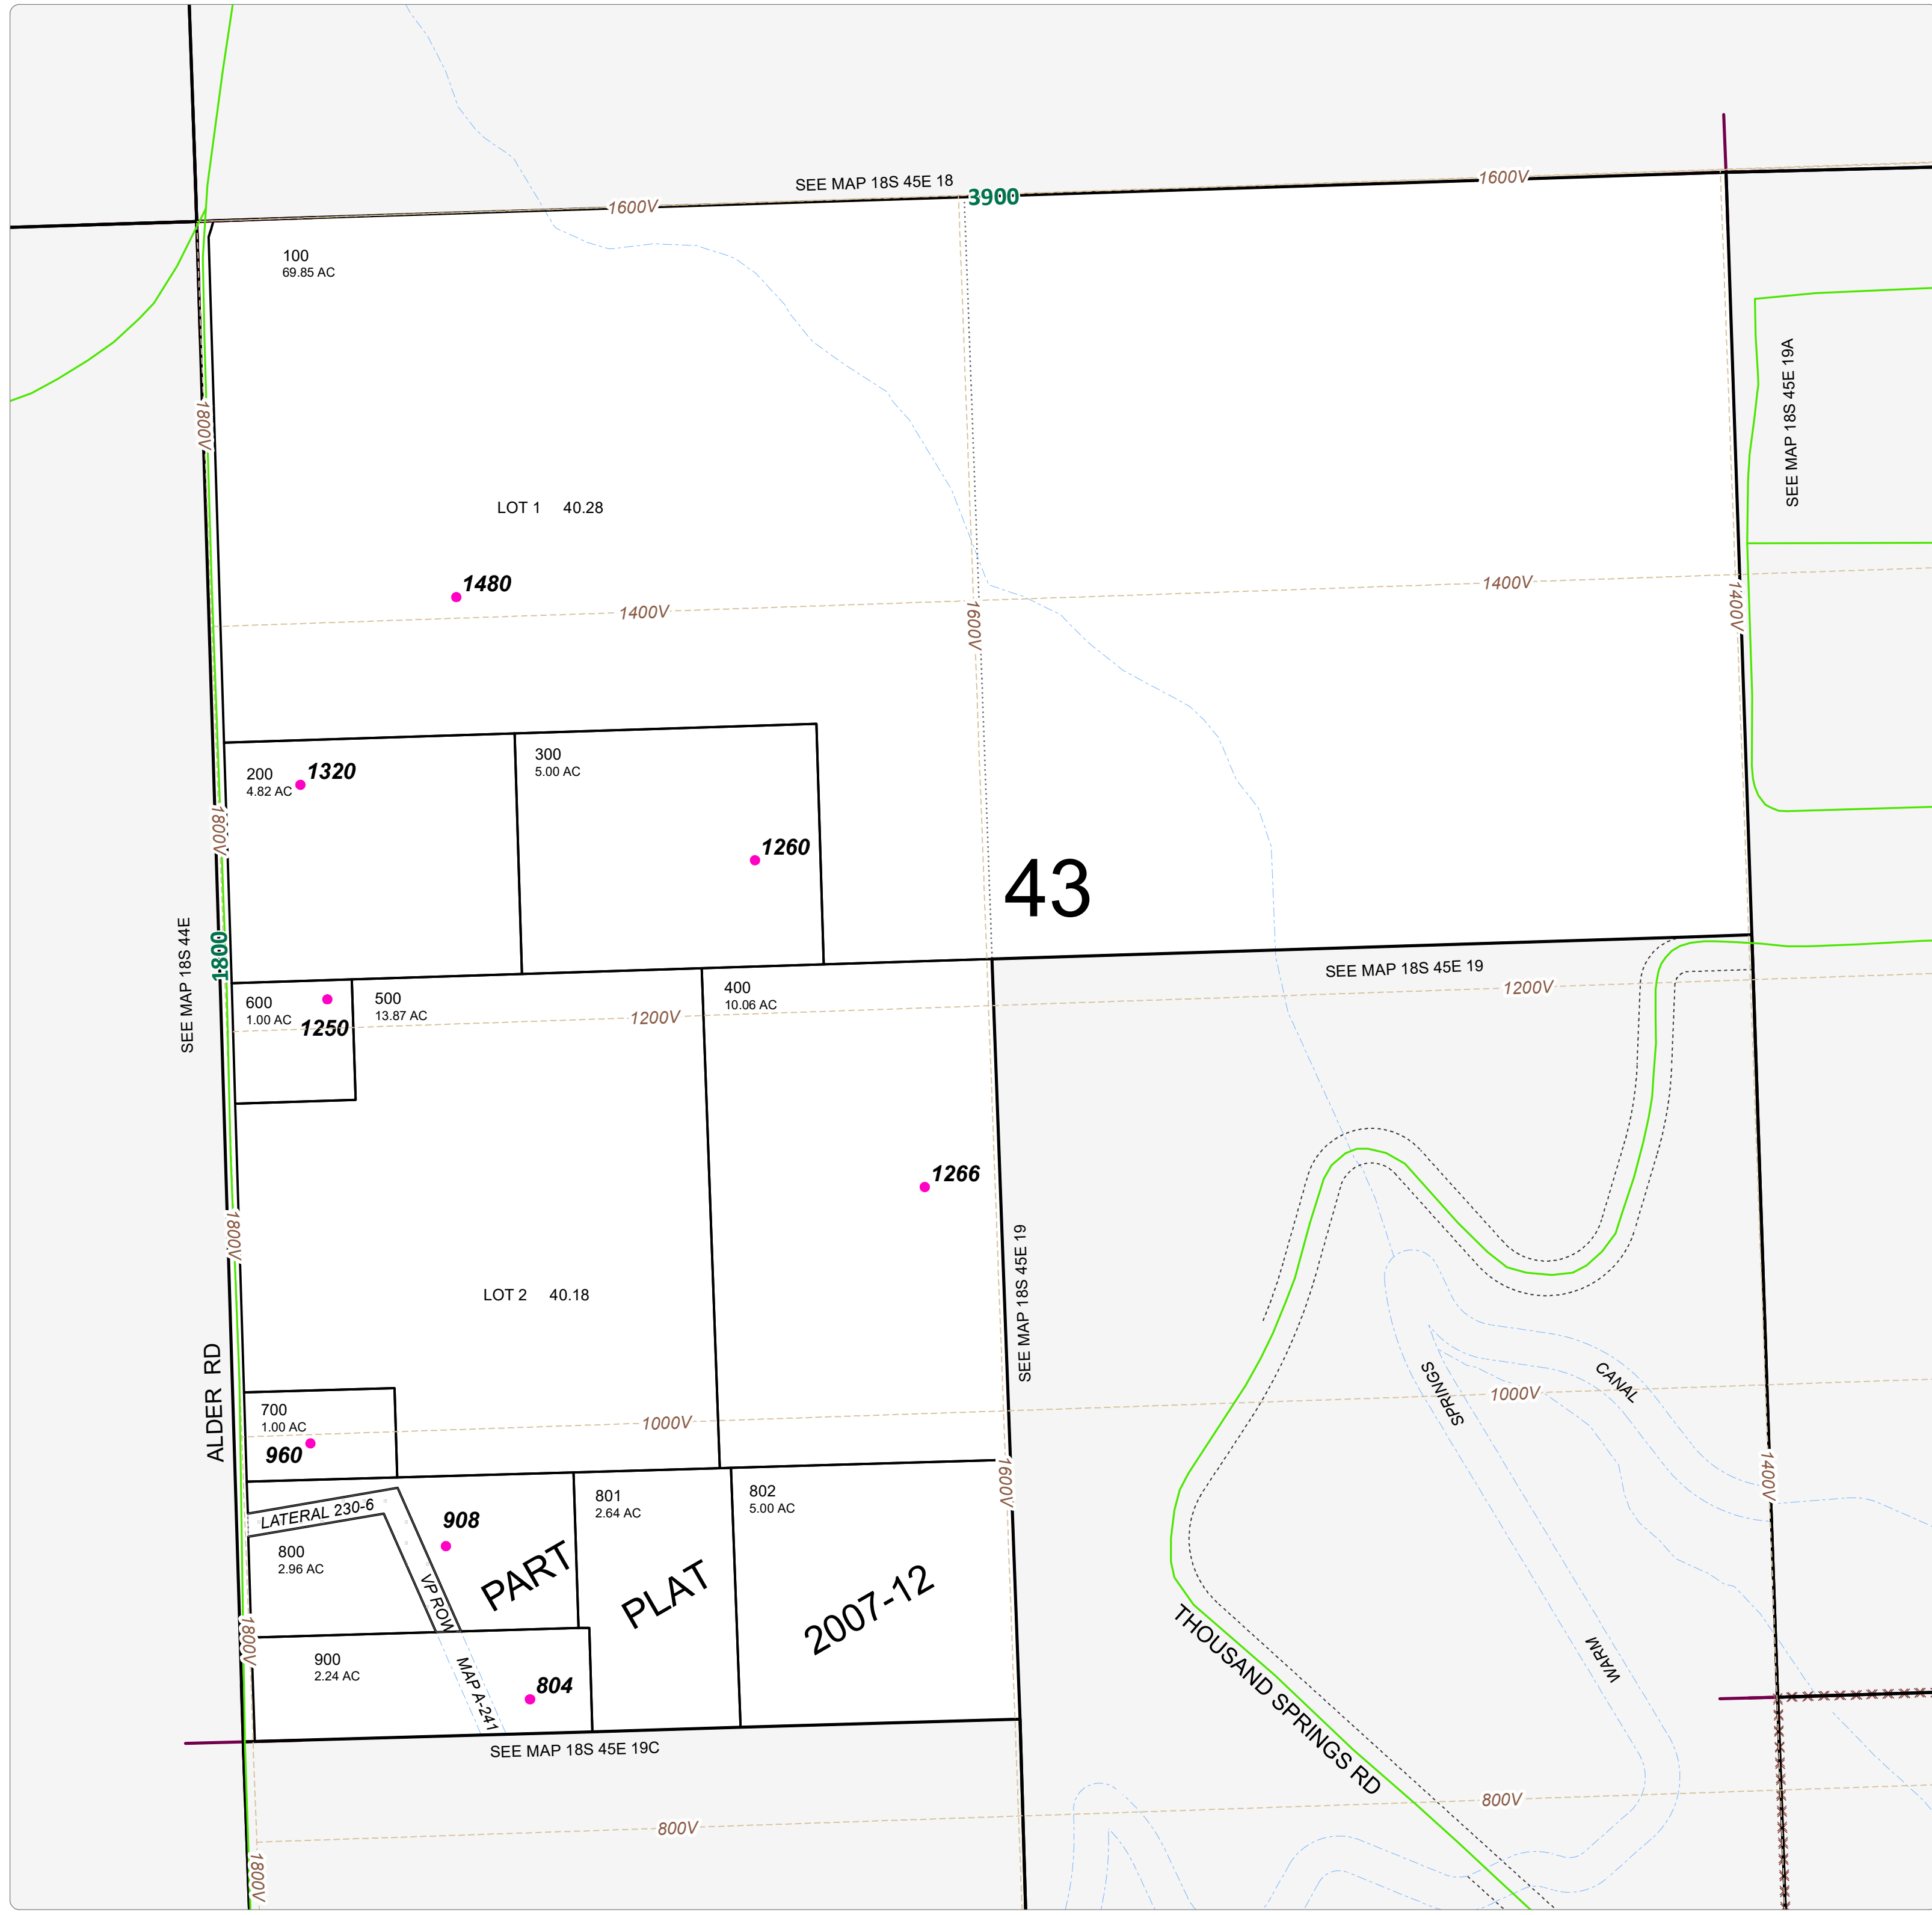 SEE MAP 18S 45E 18
3900
1600V
1600V
100
69.85 AC
1800V
SEE MAP 18S 45E 19A
LOT 1 40.28
1480
1400V
1400V
1600V
1400V
200
4.82 AC
1320
300
5.00 AC
1260
1800V
43
SEE MAP 18S 44E
1800
600
1.00 AC
1250
500
13.87 AC
400
10.06 AC
SEE MAP 18S 45E 19
1200V
1200V
1266
1800V
LOT 2 40.18
SEE MAP 18S 45E 19
ALDER RD
700
1.00 AC
960
1000V
1000V
SPRINGS
CANAL
1600V
1400V
LATERAL 230-6
908
801
2.64 AC
802
5.00 AC
800
2.96 AC
VP ROW
PART
PLAT
2007-12
1800V
900
2.24 AC
MAP A-241
804
WARM
THOUSAND SPRINGS RD
SEE MAP 18S 45E 19C
800V
800V
1800V